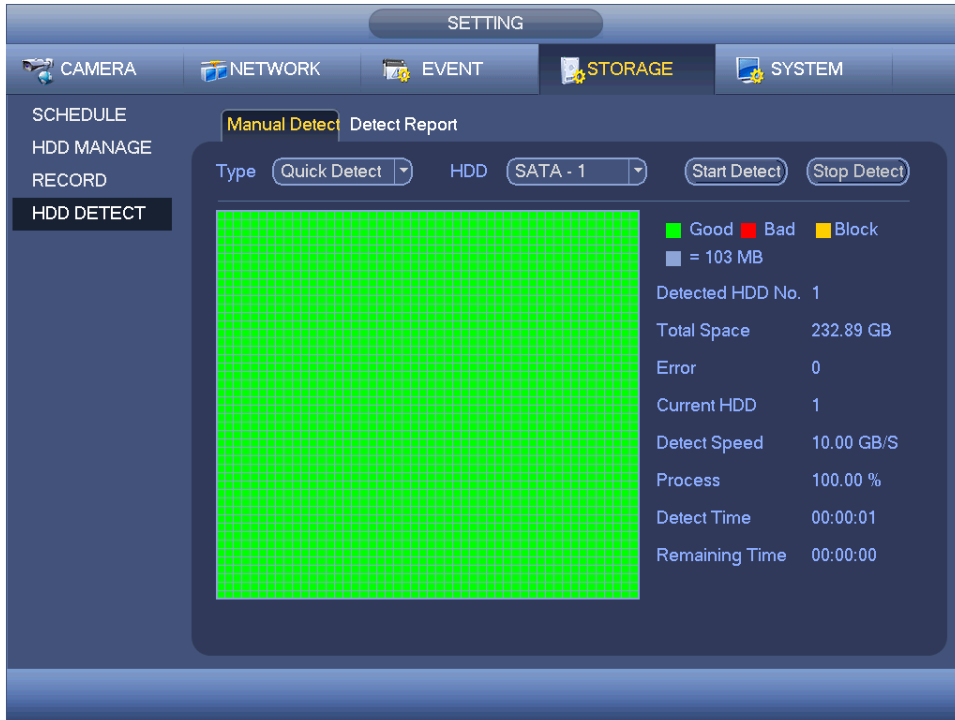 SETTING
CAMERA NETWORK EVENT STORAGE SYSTEM
SCHEDULE
HDD MANAGE
RECORD
HDD DETECT
Manual Detect Detect Report
Type Quick Detect HDD SATA - 1 Start Detect Stop Detect
Good Bad Block
= 103 MB
Detected HDD No. 1
Total Space 232.89 GB
Error 0
Current HDD 1
Detect Speed 10.00 GB/S
Process 100.00 %
Detect Time 00:00:01
Remaining Time 00:00:00